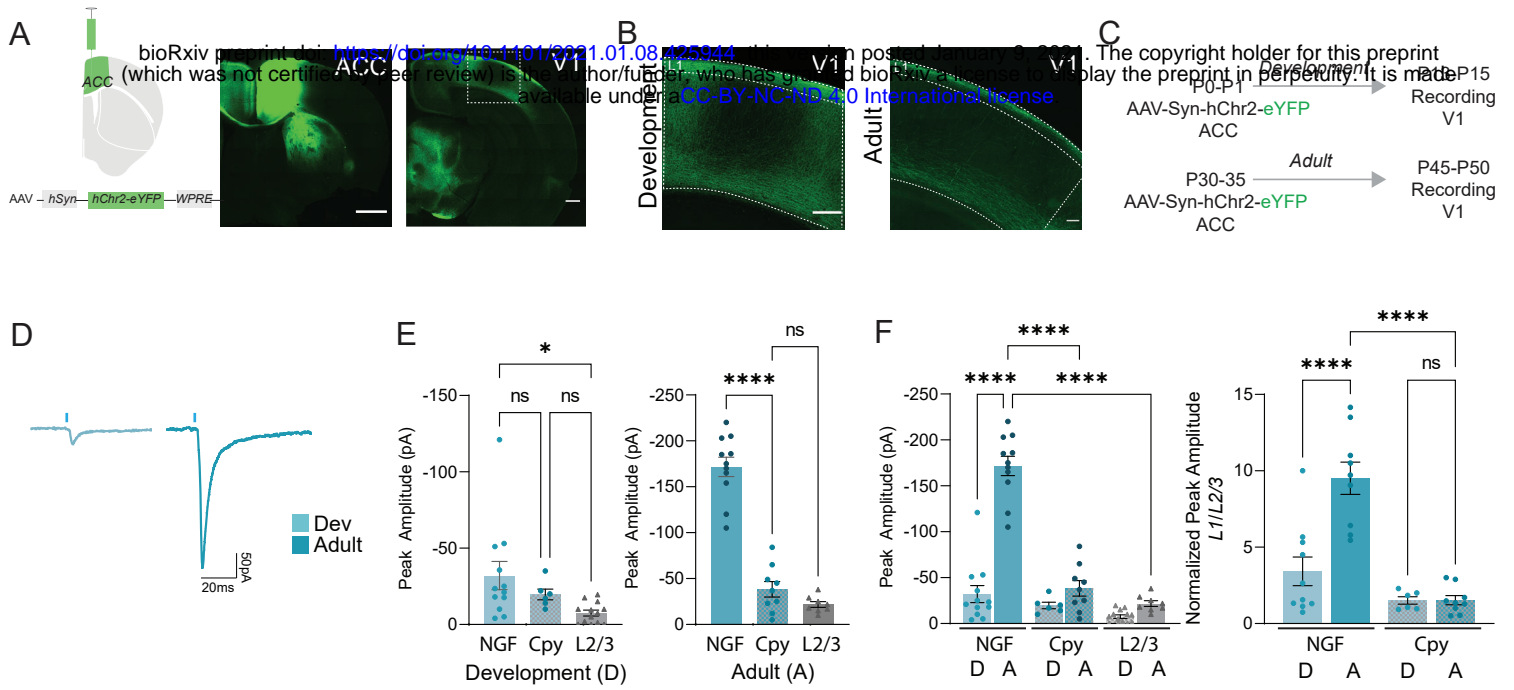 A
B
C
bioRxiv preprint doi: https://doi.org/10.1101/2021.01.08.425944; this version posted January 9, 2021. The copyright holder for this preprint
(which was not certified by peer review) is the author/funder, who has granted bioRxiv a license to display the preprint in perpetuity. It is made
available under aCC-BY-NC-ND 4.0 International license.
ACC
AAV
hSyn
hChr2-eYFP
WPRE
ACC
V1
Development
L1
V1
Adult
V1
Development
P0-P1
AAV-Syn-hChr2-eYFP
ACC
Recording
V1
Adult
P30-35
AAV-Syn-hChr2-eYFP
ACC
P45-P50
Recording
V1
D
Dev
Adult
50pA
20ms
E
*
ns
ns
Peak Amplitude (pA)
-150
-100
-50
0
NGF Cpy L2/3
Development (D)
ns
****
Peak Amplitude (pA)
-250
-200
-150
-100
-50
0
NGF Cpy L2/3
Adult (A)
F
****
**** ****
Peak Amplitude (pA)
-250
-200
-150
-100
-50
0
NGF Cpy L2/3
D A D A D A
****
**** ns
Normalized Peak Amplitude
L1/L2/3
15
10
5
0
NGF Cpy
D A D A